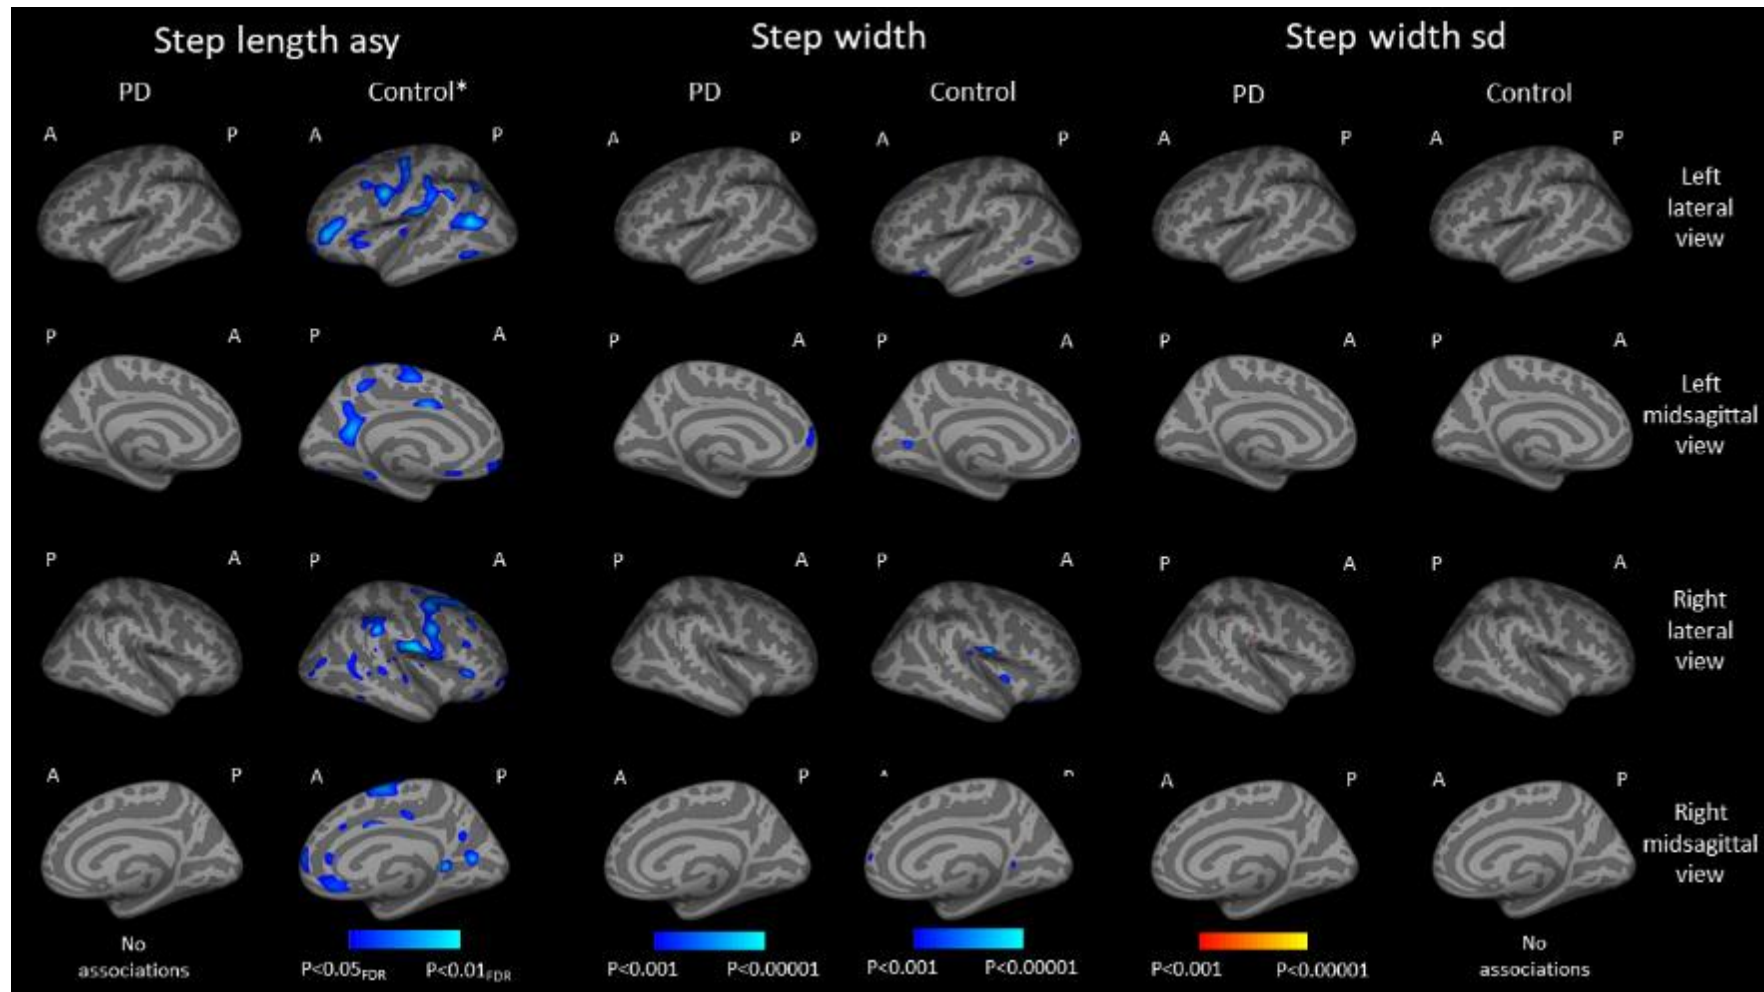 Step length asy Step width Step width sd
PD Control* PD Control PD Control
A P A P A P A P A P A P
Left
lateral
view
P A P A P A P A P A P A
Left
midsagittal
view
P A P A P A P A P A P A
Right
lateral
view
A P A P A P A P A P
Right
midsagittal
view
No
associations
P<0.05FDR P<0.01FDR P<0.001 P<0.00001 P<0.001 P<0.00001 P<0.001 P<0.00001
No
associations